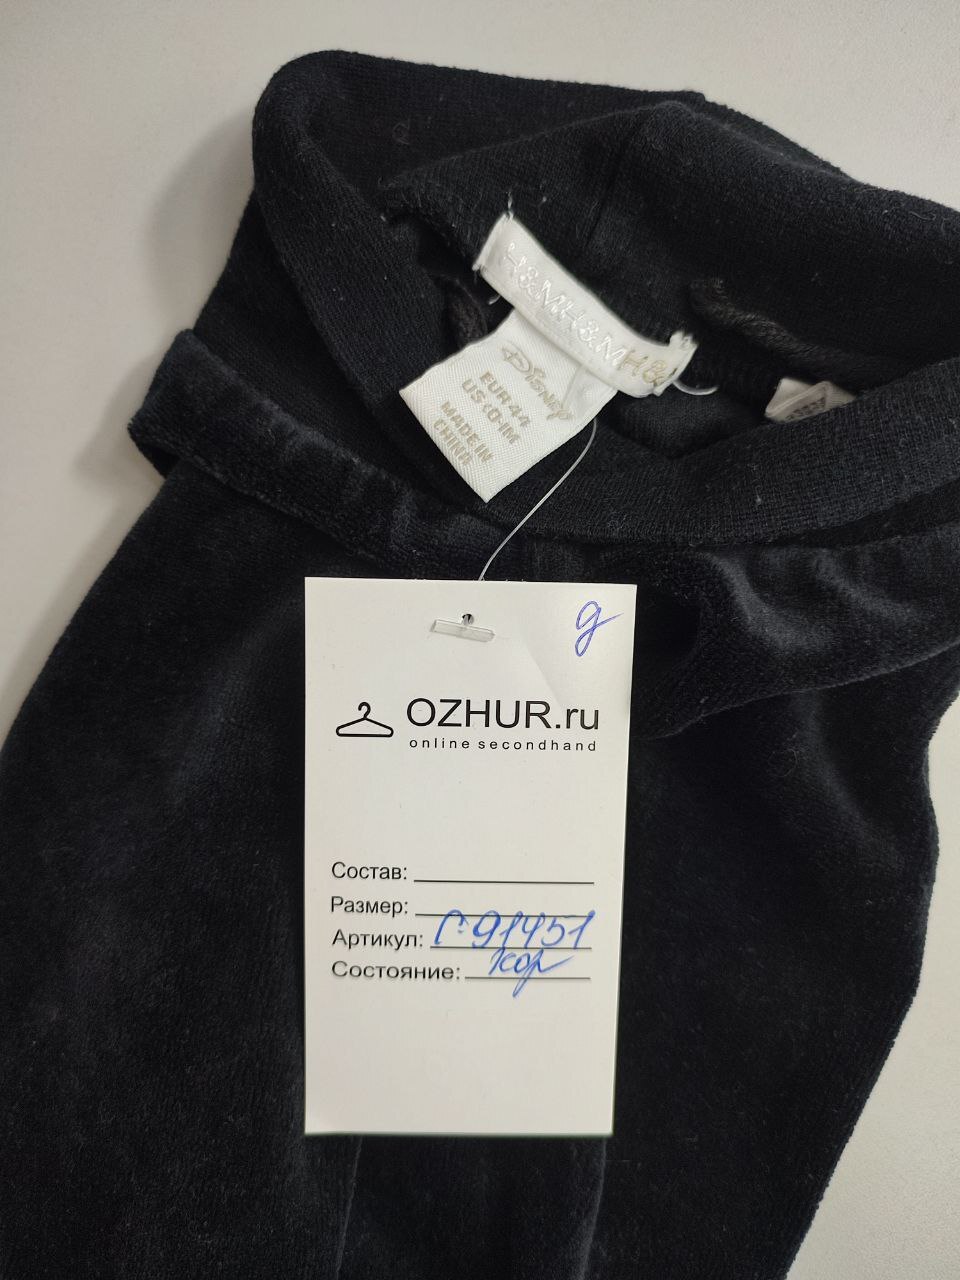 H&MH&MH&
Disney
EUR 44
US:0-1M
MADE IN
CHINA
д
OZHUR.ru
online secondhand
Состав:
Размер:
Артикул: Г-91451
Состояние: хор